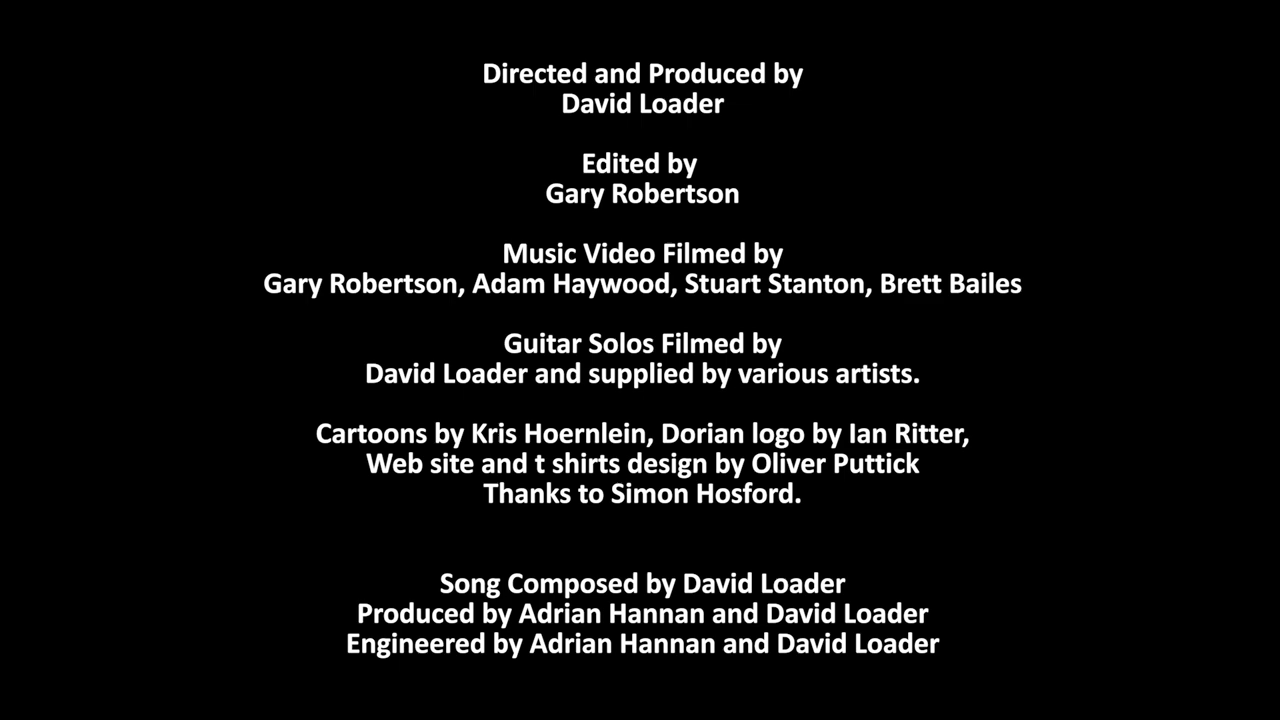 Directed and Produced by
David Loader
Edited by
Gary Robertson
Music Video Filmed by
Gary Robertson, Adam Haywood, Stuart Stanton, Brett Bailes
Guitar Solos Filmed by
David Loader and supplied by various artists.
Cartoons by Kris Hoernlein, Dorian logo by Ian Ritter,
Web site and t shirts design by Oliver Puttick
Thanks to Simon Hosford.
Song Composed by David Loader
Produced by Adrian Hannan and David Loader
Engineered by Adrian Hannan and David Loader